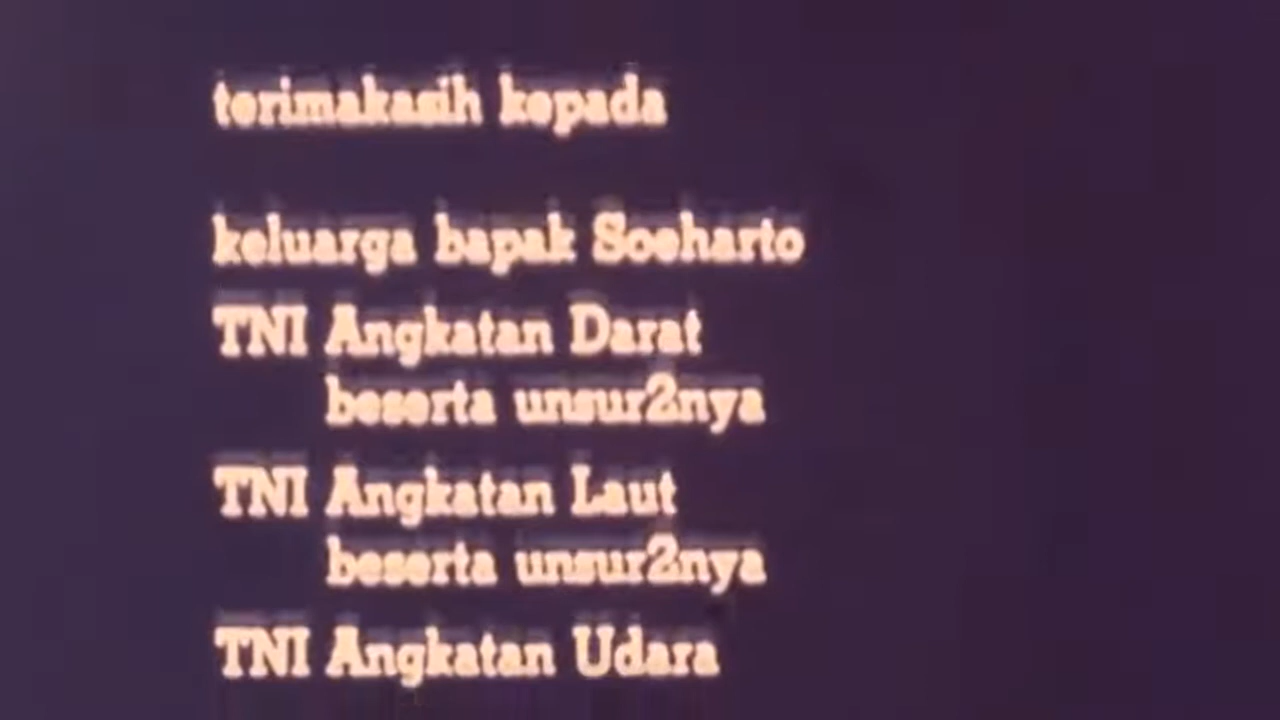 terimakasih kepada
keluarga bapak Soeharto
TNI Angkatan Darat
beserta unsur2nya
TNI Angkatan Laut
beserta unsur2nya
TNI Angkatan Udara